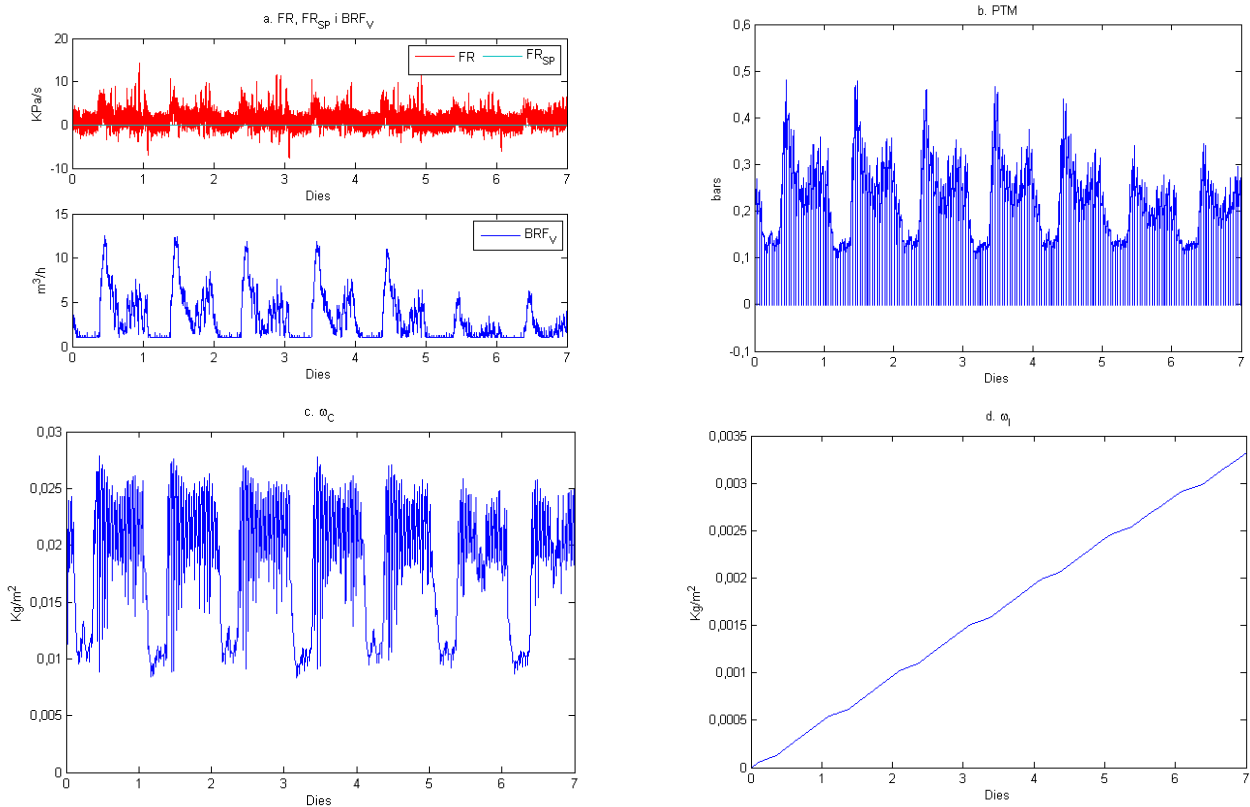 a. FR, FR_SP i BRF_V
20
10
0
-10
KPa/s
FR FR_SP
0 1 2 3 4 5 6 7
Dies
15
10
5
0
m³/h
BRF_V
0 1 2 3 4 5 6 7
Dies
b. PTM
0,6
0,5
0,4
0,3
0,2
0,1
0
-0,1
bars
0 1 2 3 4 5 6 7
Dies
c. ω_C
0,03
0,025
0,02
0,015
0,01
0,005
0
Kg/m²
0 1 2 3 4 5 6 7
Dies
d. ω_I
0,0035
0,003
0,0025
0,002
0,0015
0,001
0,0005
0
Kg/m²
0 1 2 3 4 5 6 7
Dies